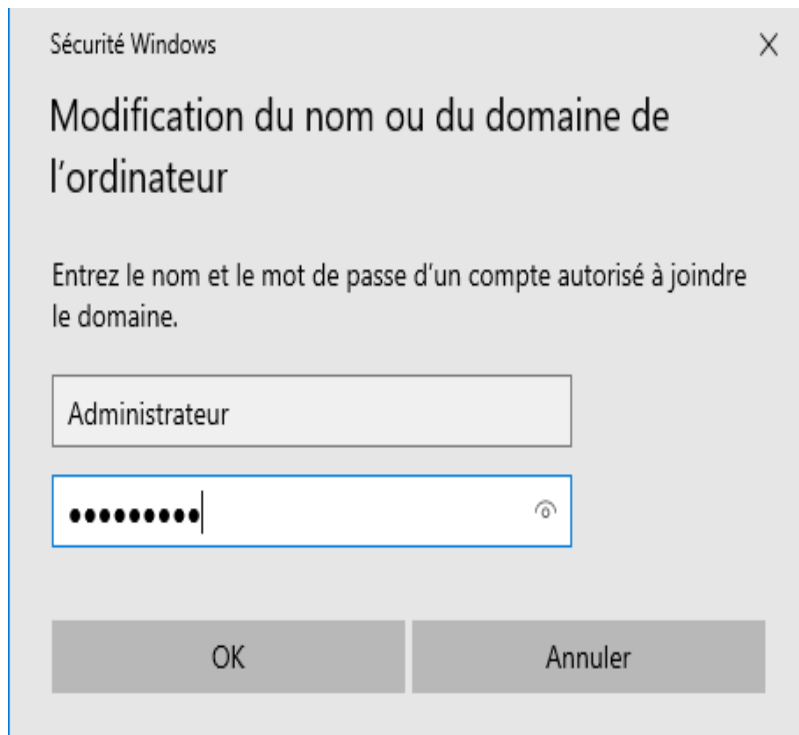 Sécurité Windows
Modification du nom ou du domaine de
l'ordinateur
Entrez le nom et le mot de passe d'un compte autorisé à joindre
le domaine.
Administrateur
●●●●●●●●●
OK
Annuler